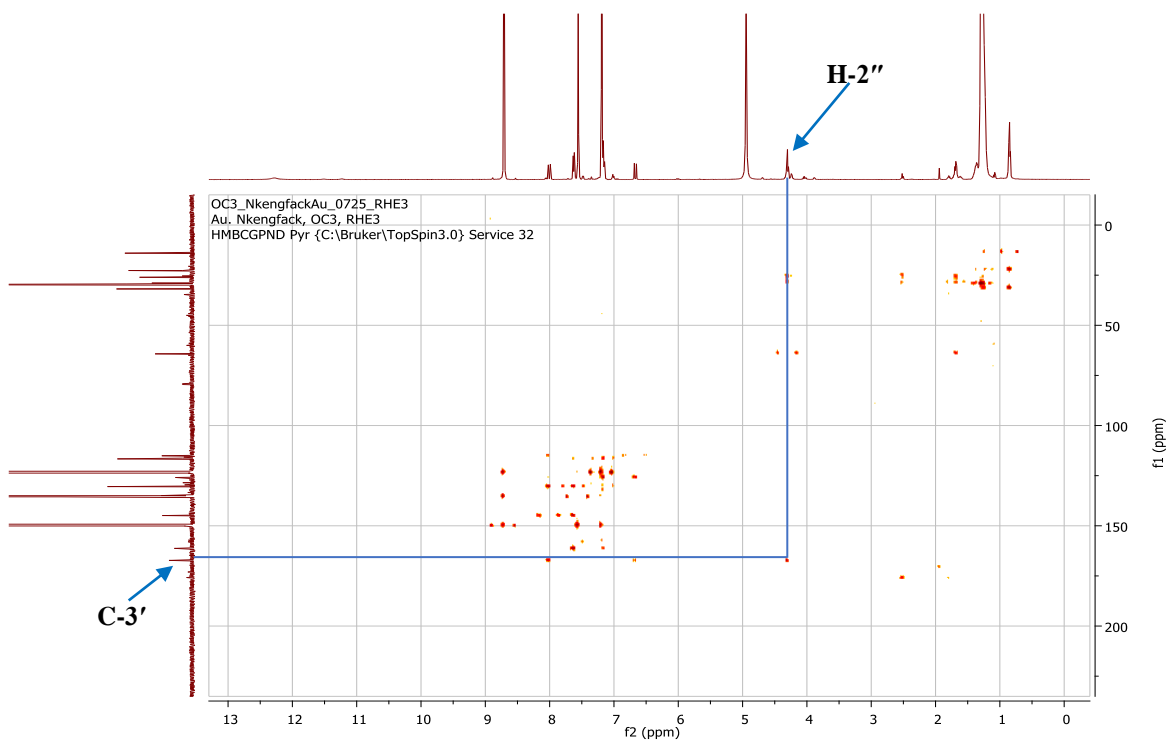 H-2″
OC3_NkengfackAu_0725_RHE3
Au. Nkengfack, OC3, RHE3
HMBCGPND Pyr {C:\Bruker\TopSpin3.0} Service 32
0
50
100
150
200
f1 (ppm)
C-3′
13 12 11 10 9 8 7 6 5 4 3 2 1 0
f2 (ppm)